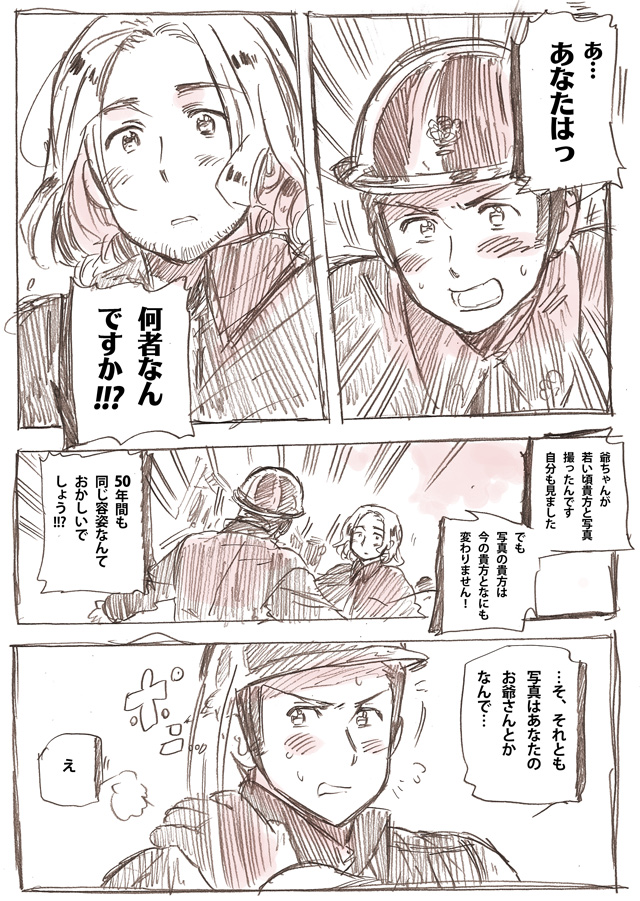 あ…
あなたはっ
何者なん
ですか!!!?
爺ちゃんが
若い頃貴方と写真
撮ったんです
自分も見ました
でも
写真の貴方は
今の貴方となにも
変わりません！
50年間も
同じ容姿なんて
おかしいで
しょう!!!?
…そ、それとも
写真はあなたの
お爺さんとか
なんで…
ポ
え